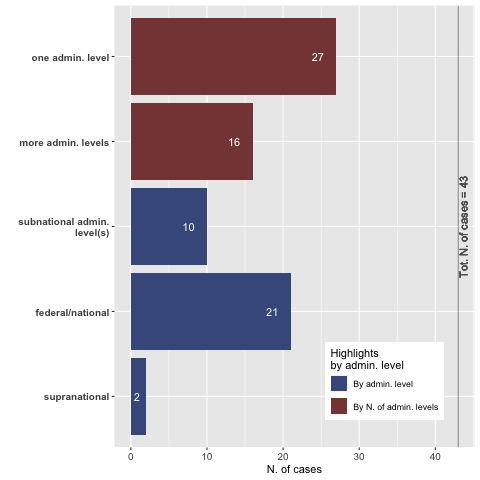 one admin. level
27
more admin. levels
16
subnational admin.
level(s)
10
federal/national
21
supranational
2
Tot. N. of cases = 43
Highlights
by admin. level
By admin. level
By N. of admin. levels
0 10 20 30 40
N. of cases